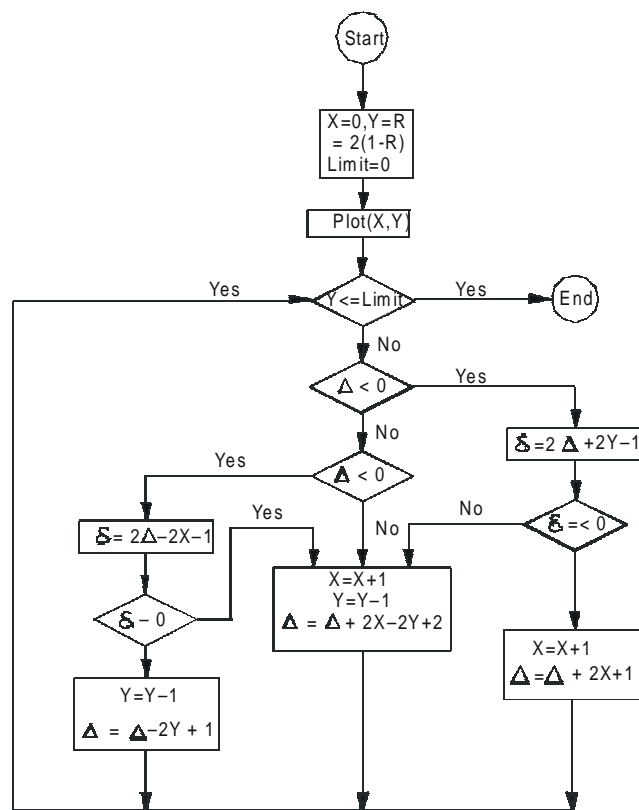 Start
X=0,Y=R
= 2(1-R)
Limit=0
Plot(X,Y)
Yes
Y<=Limit
Yes
End
No
Δ < 0
Yes
No
δ=2 Δ +2Y−1
Yes
Δ < 0
δ= 2Δ−2X−1
Yes
No
No
δ =< 0
δ − 0
X=X+1
Y=Y−1
Δ = Δ + 2X−2Y+2
X=X+1
Δ =Δ + 2X+1
Y=Y−1
Δ = Δ−2Y + 1